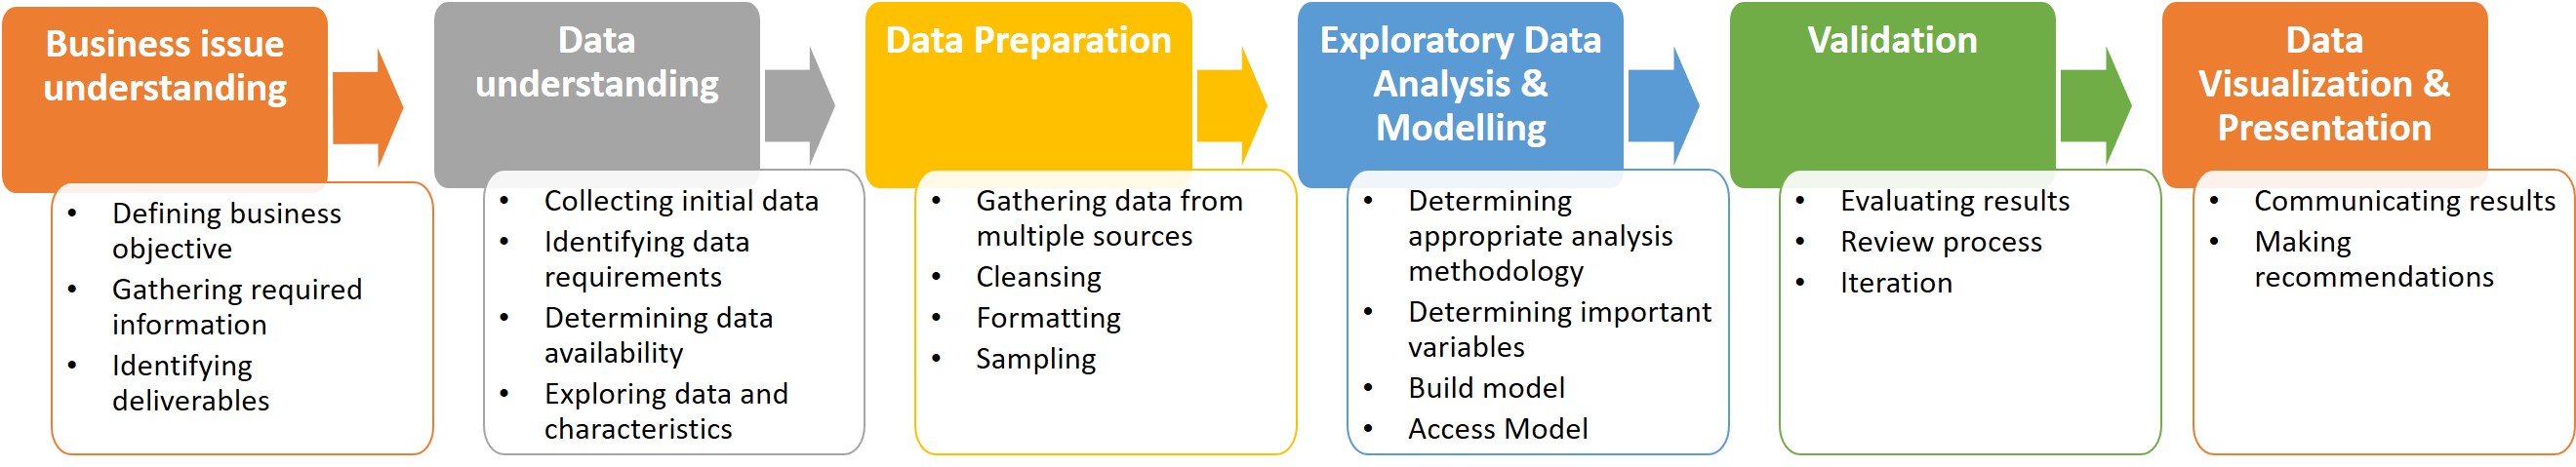 Business issue
understanding
• Defining business
objective
• Gathering required
information
• Identifying
deliverables
Data
understanding
• Collecting initial data
• Identifying data
requirements
• Determining data
availability
• Exploring data and
characteristics
Data Preparation
• Gathering data from
multiple sources
• Cleansing
• Formatting
• Sampling
Exploratory Data
Analysis &
Modelling
• Determining
appropriate analysis
methodology
• Determining important
variables
• Build model
• Access Model
Validation
• Evaluating results
• Review process
• Iteration
Data
Visualization &
Presentation
• Communicating results
• Making
recommendations